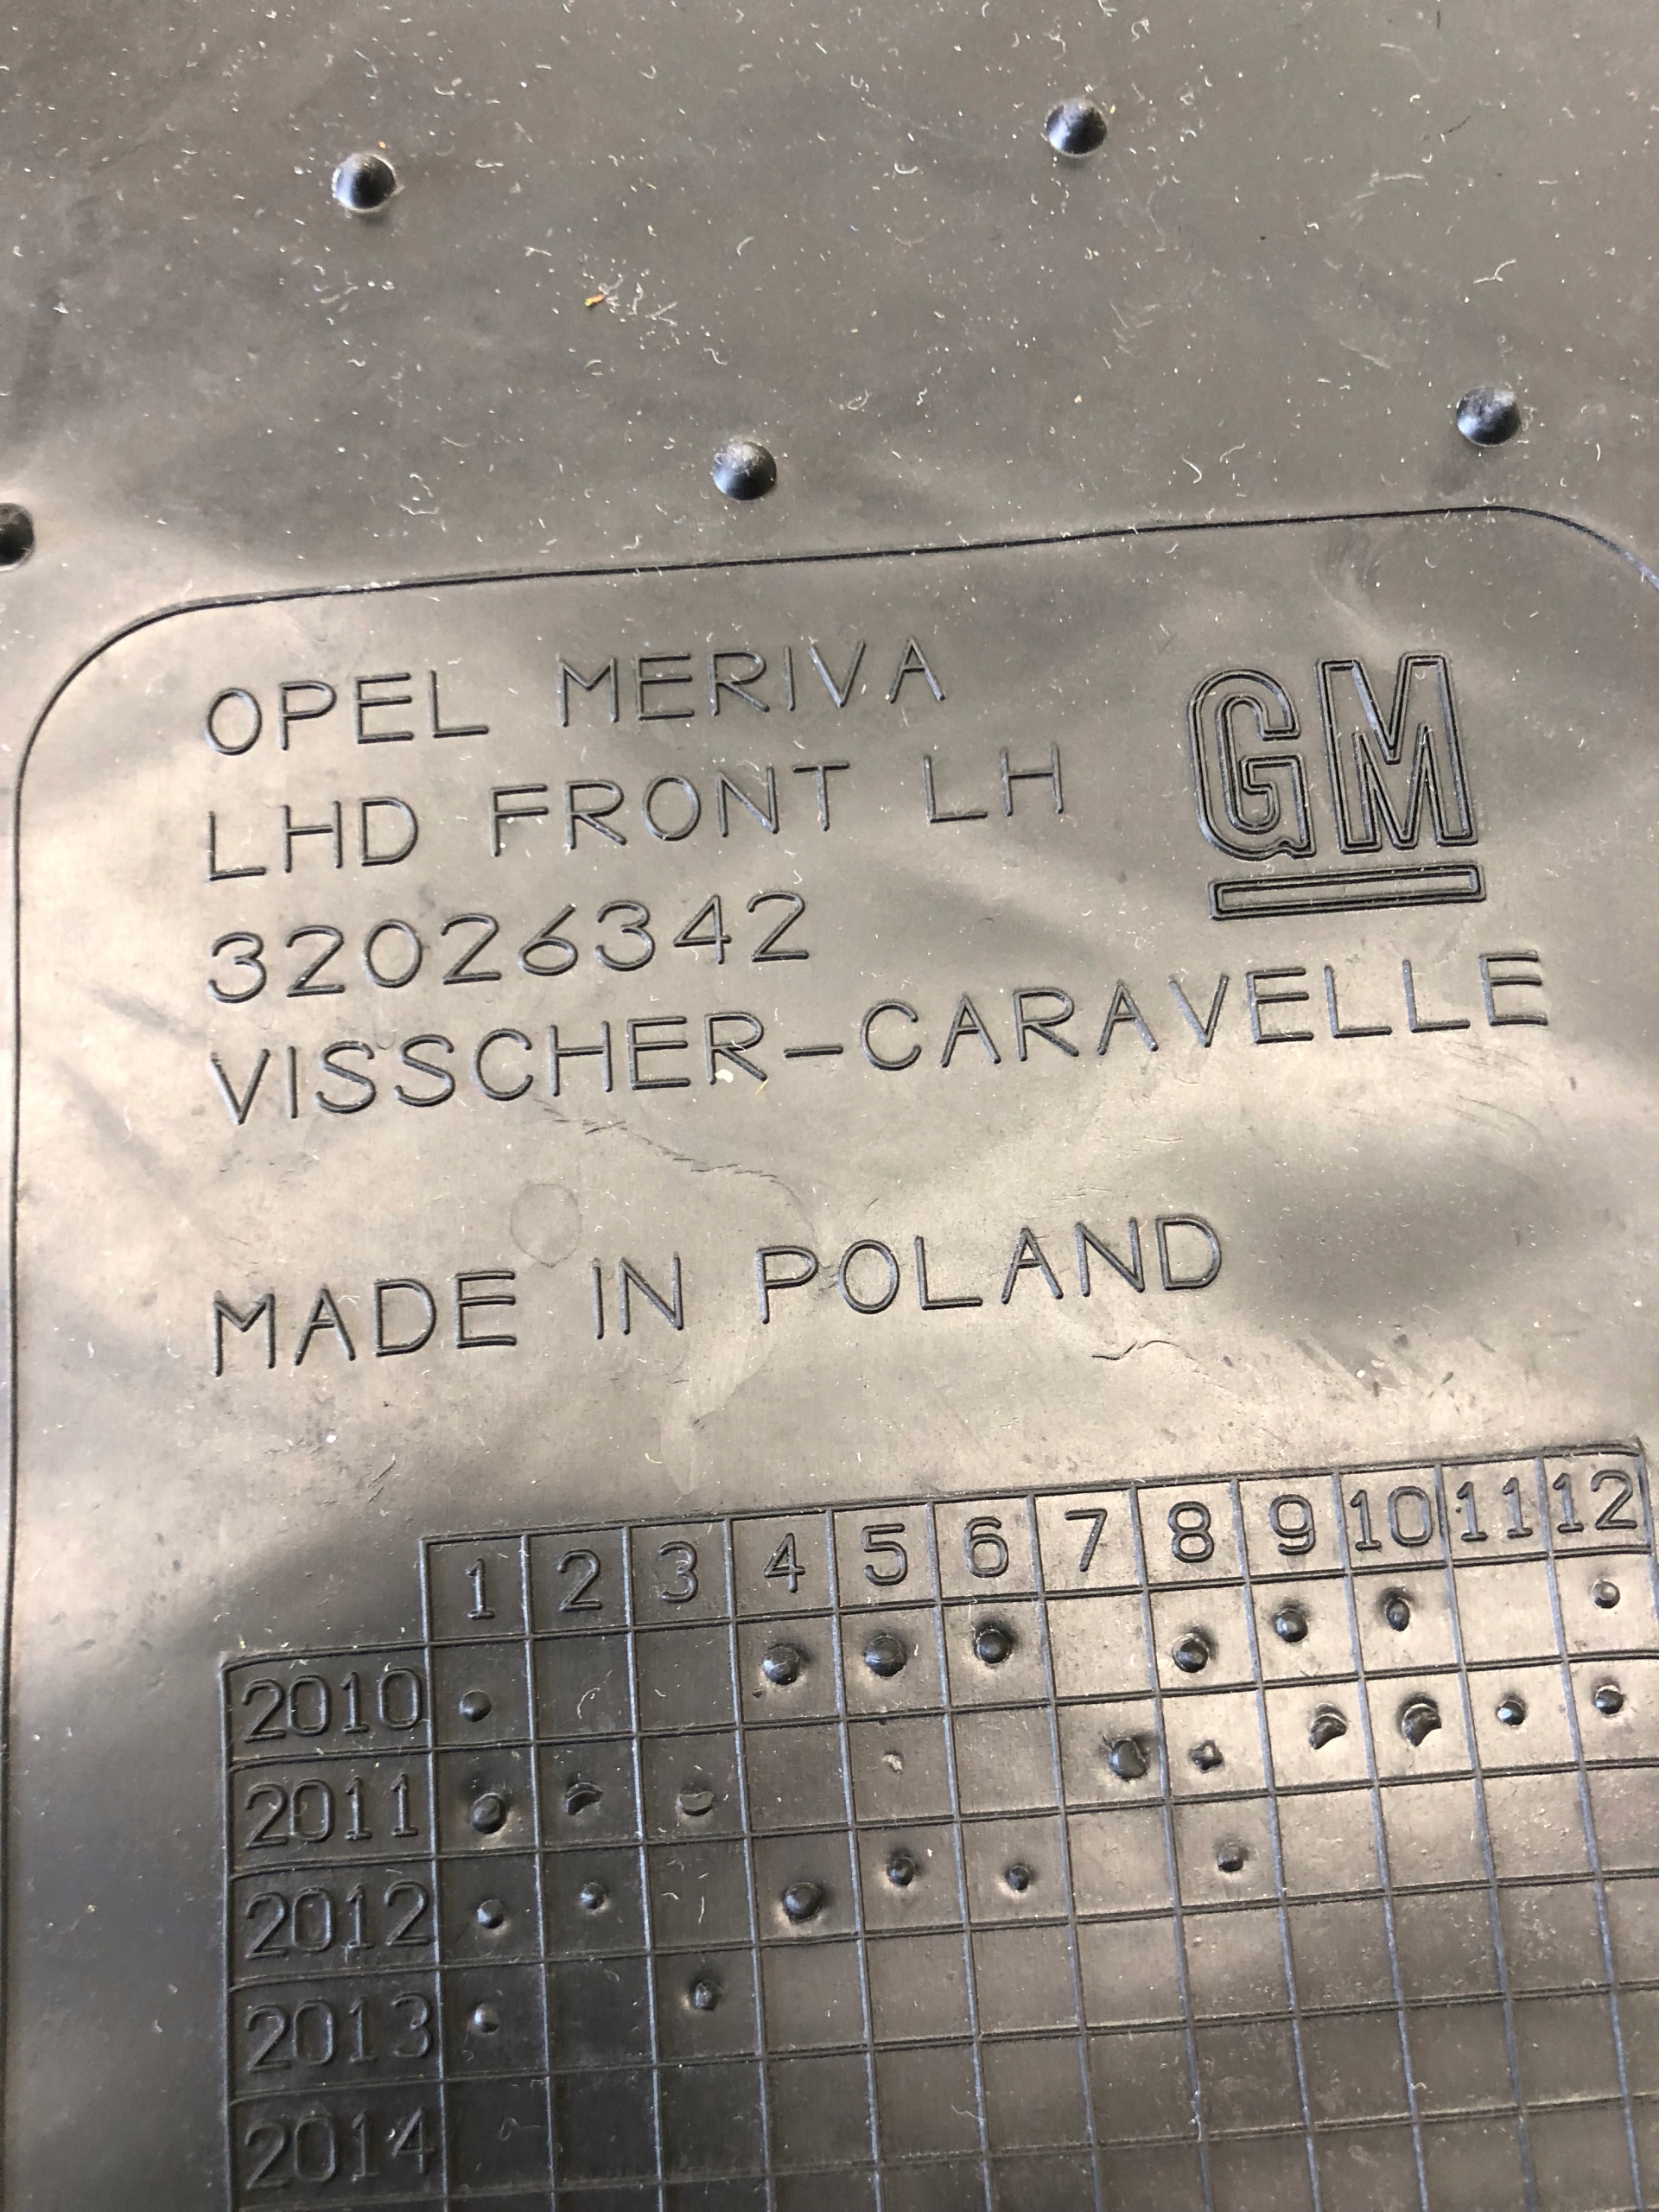 OPEL MERIVA
LHD FRONT LH
GM
32026342
VISSCHER-CARAVELLE
MADE IN POLAND
1 2 3 4 5 6 7 8 9 10 11 12
2010
2011
2012
2013
2014